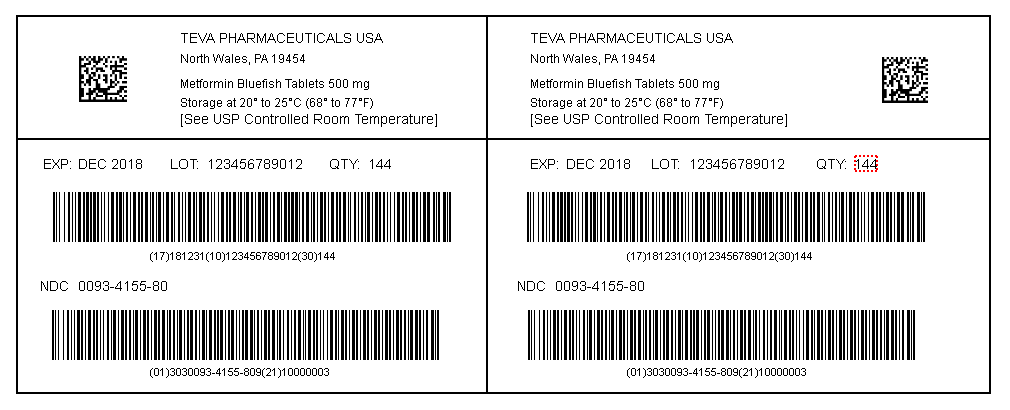 TEVA PHARMACEUTICALS USA
North Wales, PA 19454
Metformin Bluefish Tablets 500 mg
Storage at 20° to 25°C (68° to 77°F)
[See USP Controlled Room Temperature]
EXP: DEC 2018 LOT: 123456789012 QTY: 144
(17)181231(10)123456789012(30)144
NDC 0093-4155-80
(01)3030093-4155-809(21)10000003
TEVA PHARMACEUTICALS USA
North Wales, PA 19454
Metformin Bluefish Tablets 500 mg
Storage at 20° to 25°C (68° to 77°F)
[See USP Controlled Room Temperature]
EXP: DEC 2018 LOT: 123456789012 QTY: 144
(17)181231(10)123456789012(30)144
NDC 0093-4155-80
(01)3030093-4155-809(21)10000003